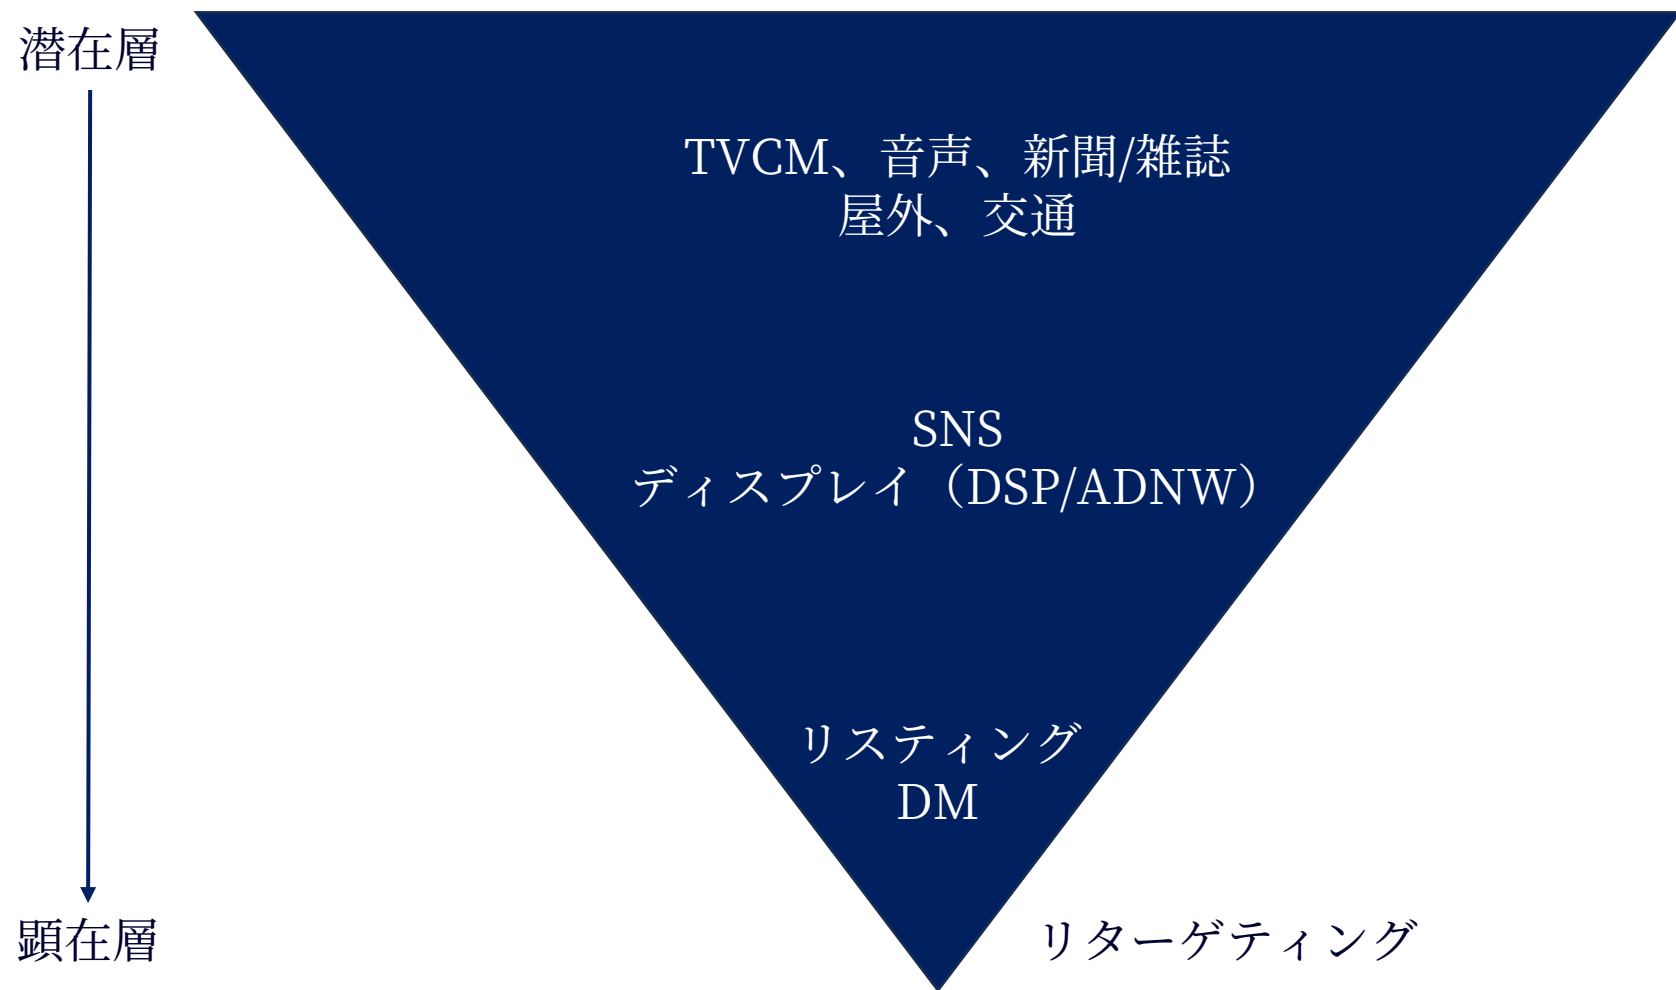 潜在層
TVCM、音声、新聞/雑誌
屋外、交通
SNS
ディスプレイ（DSP/ADNW）
リスティング
DM
顕在層
リターゲティング